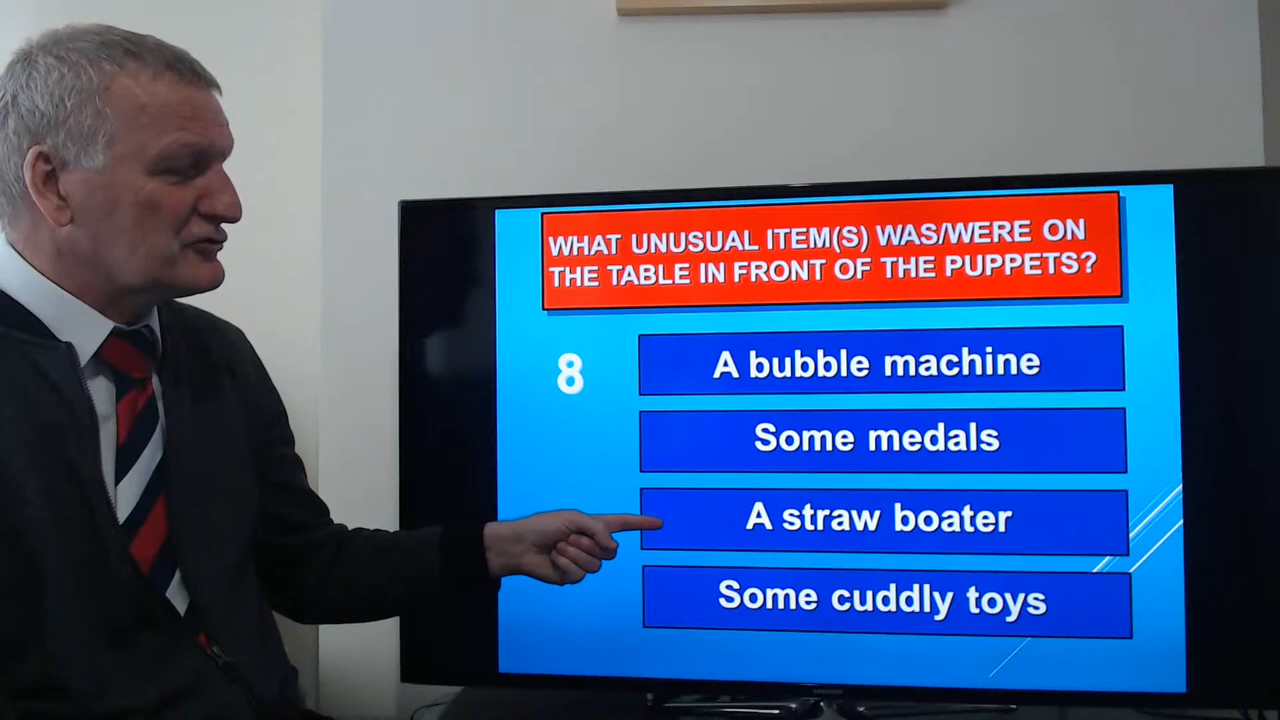 WHAT UNUSUAL ITEM(S) WAS/WERE ON
THE TABLE IN FRONT OF THE PUPPETS?
8
A bubble machine
Some medals
A straw boater
Some cuddly toys
SAMSUNG